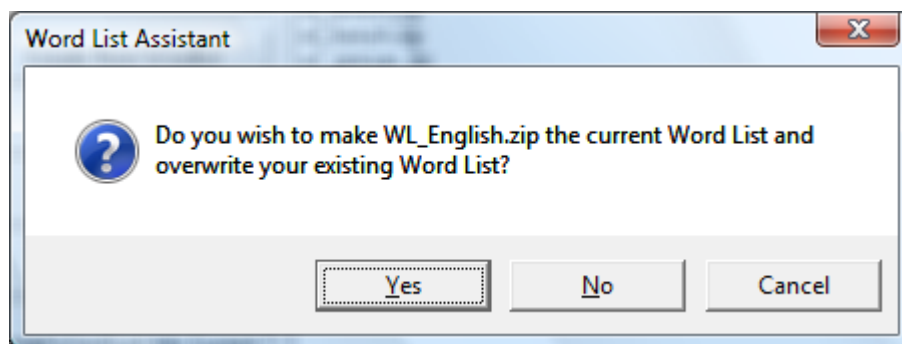 Word List Assistant
Do you wish to make WL_English.zip the current Word List and
overwrite your existing Word List?
Yes No Cancel